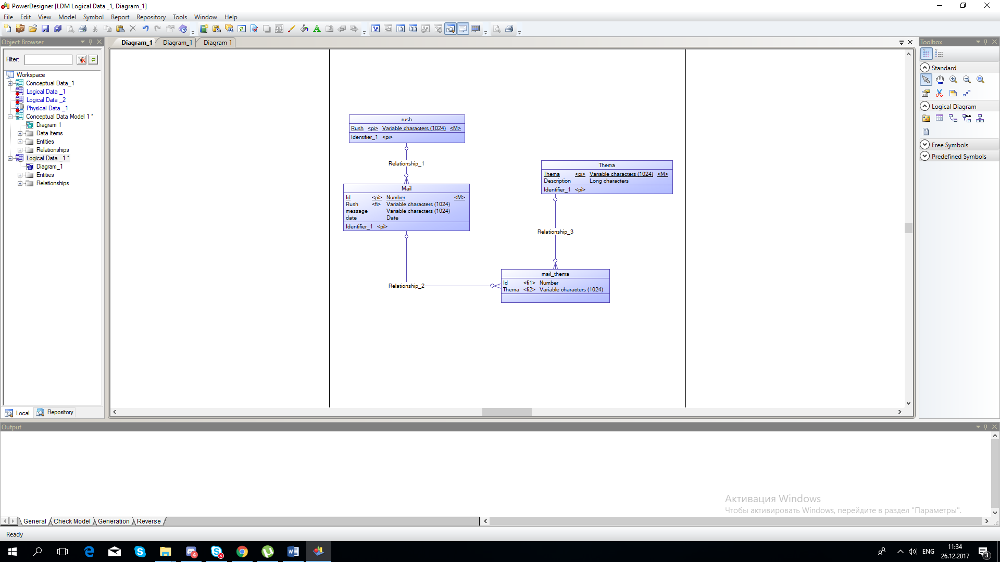 PowerDesigner [LDM Logical Data _1, Diagram_1]
File Edit View Model Symbol Report Repository Tools Window Help
Object Browser
Diagram_1 Diagram_1 Diagram 1
Toolbox
Filter:
Workspace
Conceptual Data_1
Logical Data _1
Logical Data _2
Physical Data _1
Conceptual Data Model 1 *
Diagram 1
Data Items
Entities
Relationships
Logical Data _1 *
Diagram_1
Entities
Relationships
Local Repository
rush
Rush <pi> Variable characters (1024) <M>
Identifier_1 <pi>
Relationship_1
Mail
Id <pi> Number <M>
Rush <fi> Variable characters (1024)
message Variable characters (1024)
date Date
Identifier_1 <pi>
Relationship_2
Thema
Thema <pi> Variable characters (1024) <M>
Description Long characters
Identifier_1 <pi>
Relationship_3
mail_thema
Id <fi1> Number
Thema <fi2> Variable characters (1024)
Standard
Logical Diagram
Free Symbols
Predefined Symbols
Output
Активация Windows
Чтобы активировать Windows, перейдите в раздел "Параметры".
General Check Model Generation Reverse
Ready
4
ENG
11:34
26.12.2017
3